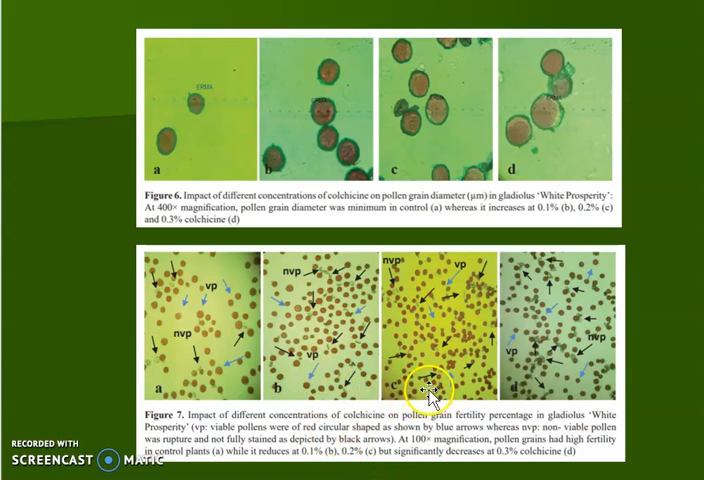 ERMA
a
b
c
d
Figure 6. Impact of different concentrations of colchicine on pollen grain diameter (µm) in gladiolus ‘White Prosperity’:
At 400× magnification, pollen grain diameter was minimum in control (a) whereas it increases at 0.1% (b), 0.2% (c)
and 0.3% colchicine (d)
vp
nvp
a
nvp
vp
b
nvp
vp
c
nvp
vp
d
Figure 7. Impact of different concentrations of colchicine on pollen grain fertility percentage in gladiolus ‘White
Prosperity’ (vp: viable pollens were of red circular shaped as shown by blue arrows whereas nvp: non- viable pollen
was rupture and not fully stained as depicted by black arrows). At 100× magnification, pollen grains had high fertility
in control plants (a) while it reduces at 0.1% (b), 0.2% (c) but significantly decreases at 0.3% colchicine (d)
RECORDED WITH
SCREENCAST MATIC